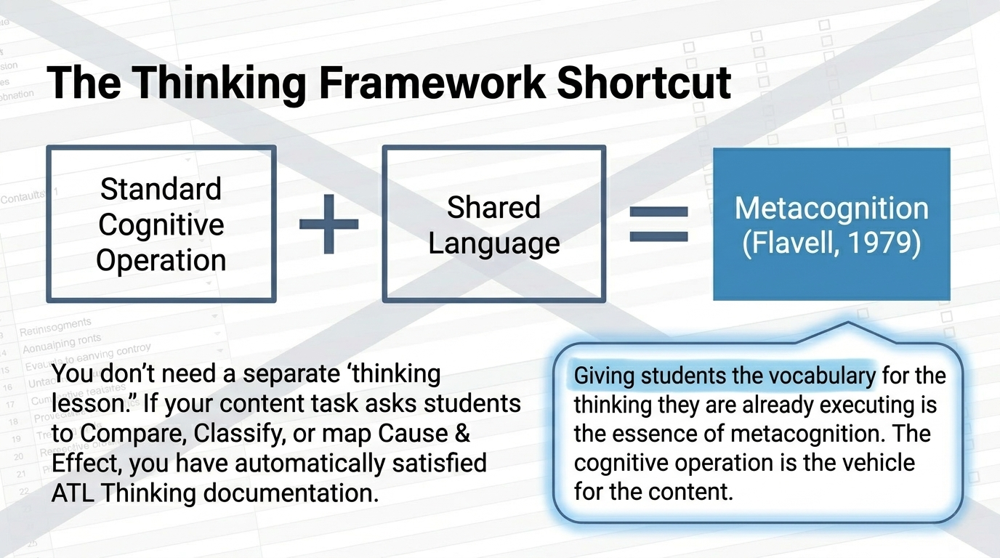 The Thinking Framework Shortcut
Standard
Cognitive
Operation
+
Shared
Language
=
Metacognition
(Flavell, 1979)
You don’t need a separate ‘thinking
lesson.” If your content task asks students
to Compare, Classify, or map Cause &
Effect, you have automatically satisfied
ATL Thinking documentation.
Giving students the vocabulary for the
thinking they are already executing is
the essence of metacognition. The
cognitive operation is the vehicle
for the content.